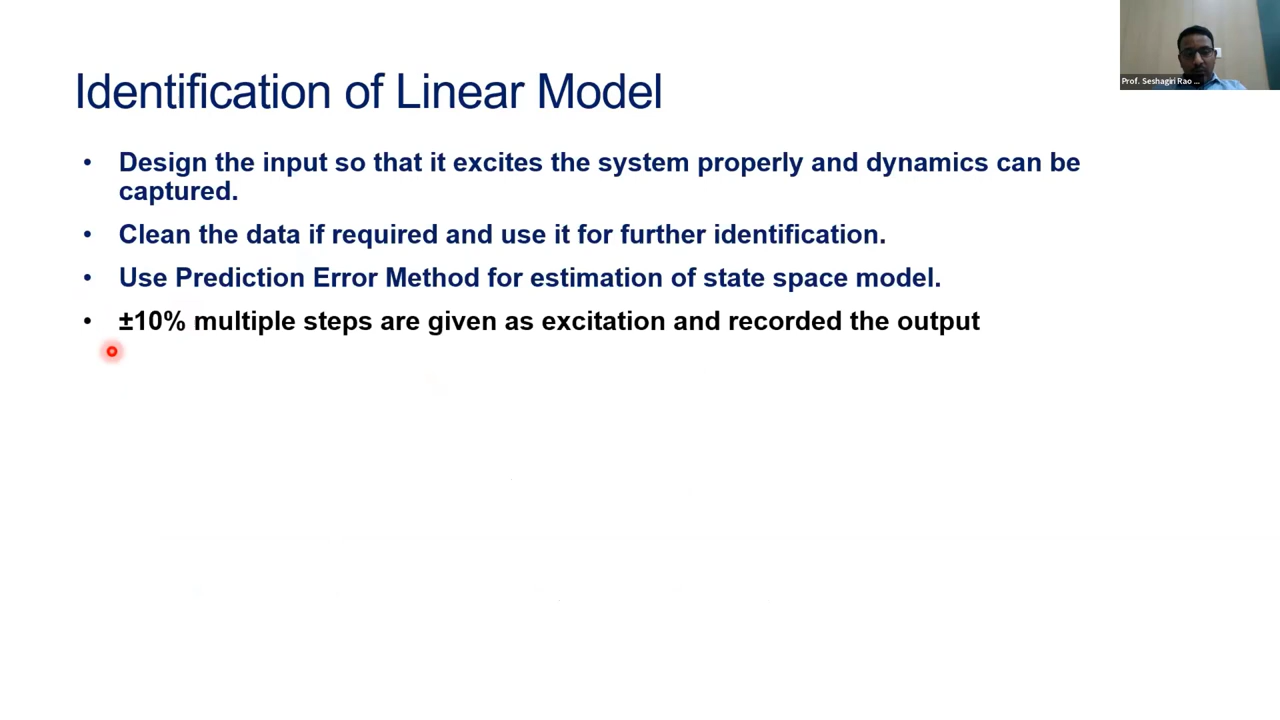 Prof. Seshagiri Rao ...
Identification of Linear Model
• Design the input so that it excites the system properly and dynamics can be
captured.
• Clean the data if required and use it for further identification.
• Use Prediction Error Method for estimation of state space model.
• ±10% multiple steps are given as excitation and recorded the output